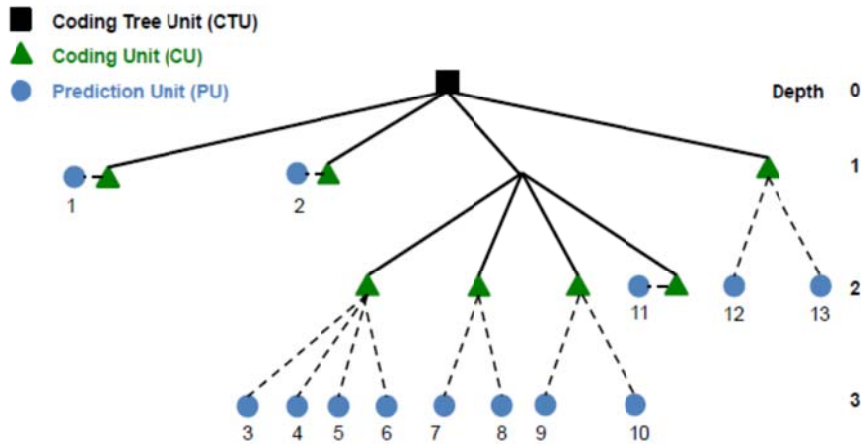 Coding Tree Unit (CTU)
Coding Unit (CU)
Prediction Unit (PU)
Depth 0
1
1 2
11 12 13 2
3
3 4 5 6 7 8 9 10